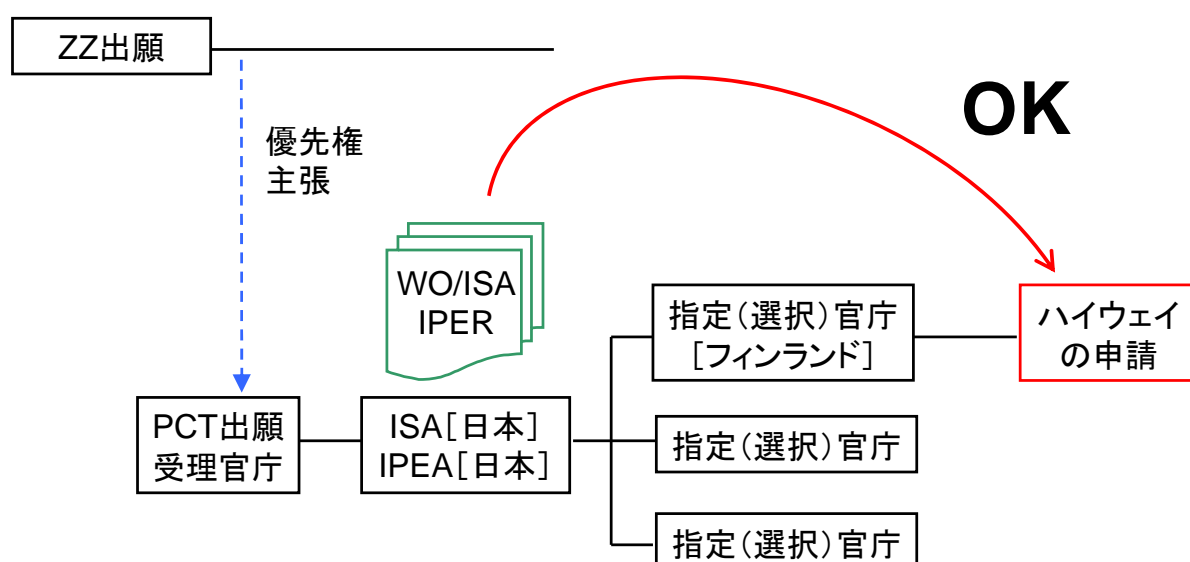 ZZ出願
OK
優先権
主張
WO/ISA
IPER
指定(選択)官庁
[フィンランド]
ハイウェイ
の申請
PCT出願
受理官庁
ISA[日本]
IPEA[日本]
指定(選択)官庁
指定(選択)官庁